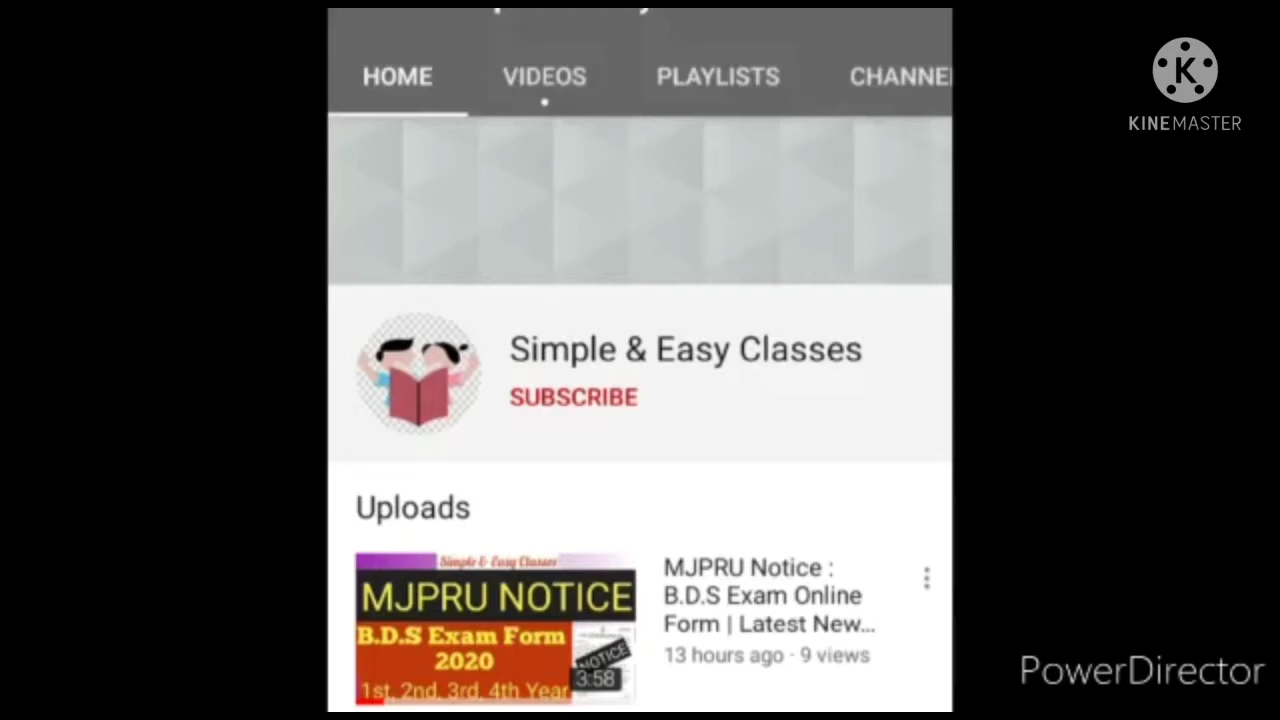 HOME VIDEOS PLAYLISTS CHANNE
K
KINEMASTER
Simple & Easy Classes
SUBSCRIBE
Uploads
Simple & Easy Classes
MJPRU NOTICE
B.D.S Exam Form
2020
1st, 2nd, 3rd, 4th Year
NOTICE
3:58
MJPRU Notice :
B.D.S Exam Online
Form | Latest New...
13 hours ago · 9 views
PowerDirector